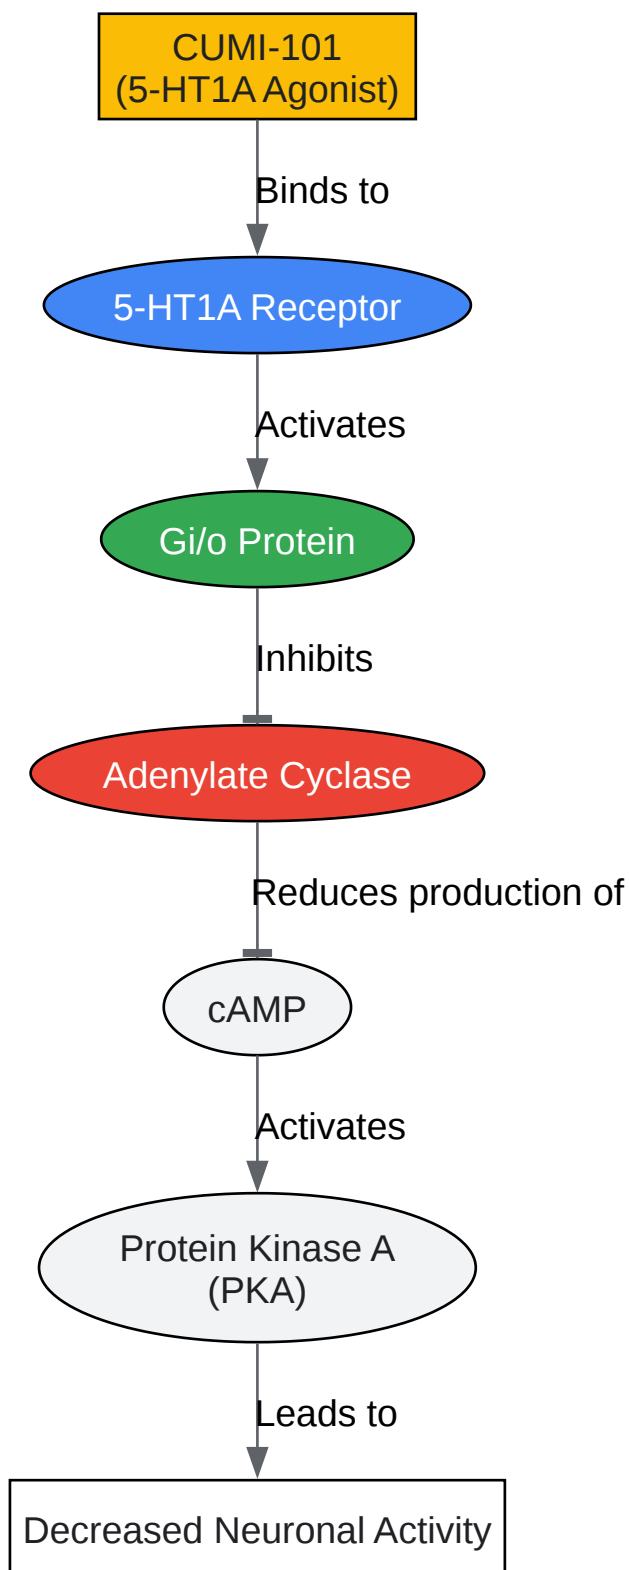 CUMI-101
(5-HT1A Agonist)
Binds to
5-HT1A Receptor
Activates
Gi/o Protein
Inhibits
Adenylate Cyclase
Reduces production of
cAMP
Activates
Protein Kinase A
(PKA)
Leads to
Decreased Neuronal Activity